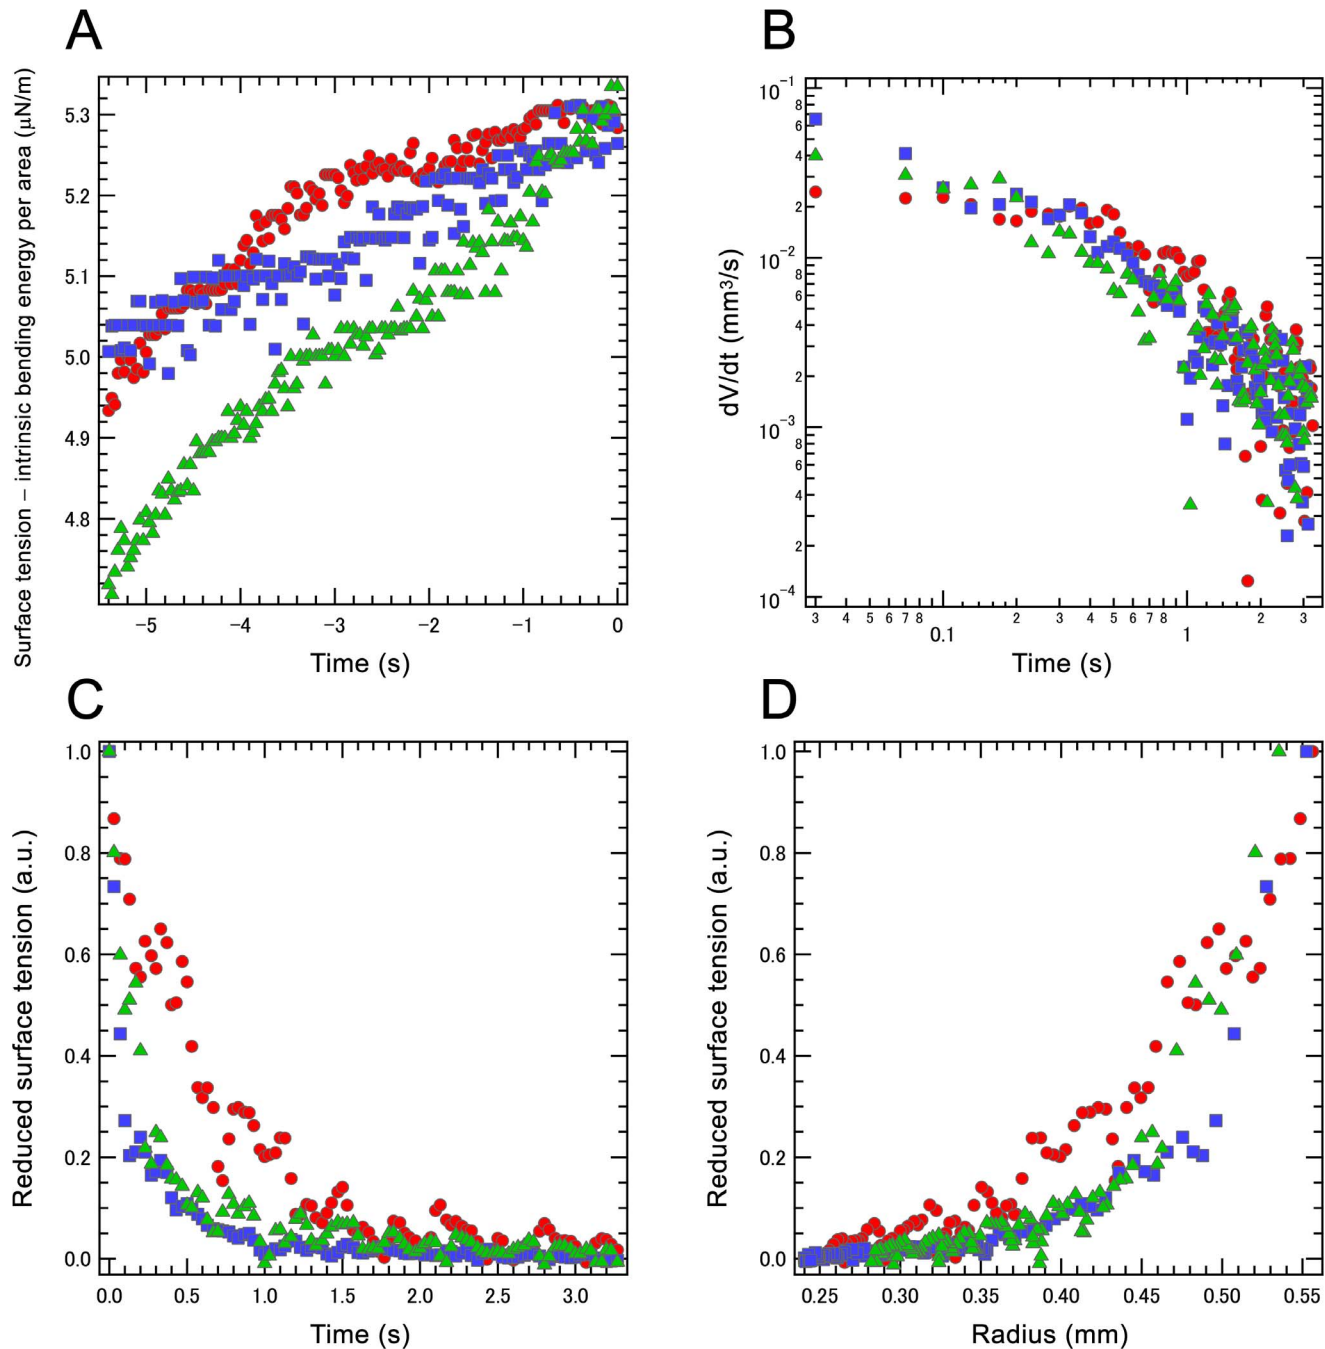 A
Surface tension – intrinsic bending energy per area (μN/m)
5.3
5.2
5.1
5.0
4.9
4.8
−5 −4 −3 −2 −1 0
Time (s)
B
dV/dt (mm³/s)
10⁻¹
8
6
4
2
10⁻²
8
6
4
2
10⁻³
8
6
4
2
10⁻⁴
3 4 5 6 7 8 2 3 4 5 6 7 8 2 3
0.1 1
Time (s)
C
Reduced surface tension (a.u.)
1.0
0.8
0.6
0.4
0.2
0.0
0.0 0.5 1.0 1.5 2.0 2.5 3.0
Time (s)
D
Reduced surface tension (a.u.)
1.0
0.8
0.6
0.4
0.2
0.0
0.25 0.30 0.35 0.40 0.45 0.50 0.55
Radius (mm)